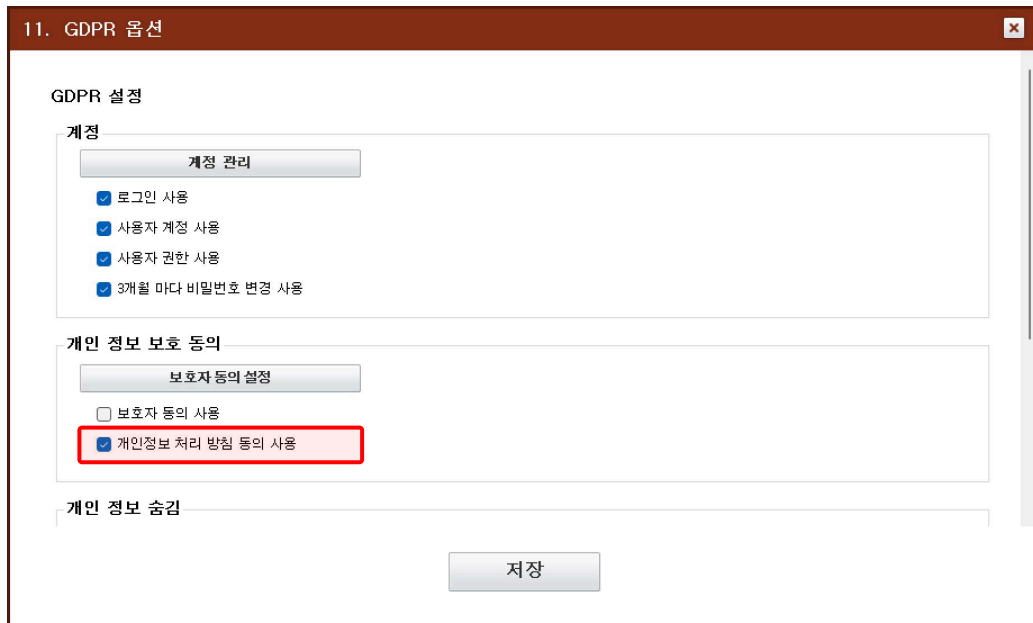 11. GDPR 옵션
GDPR 설정
계정
계정 관리
로그인 사용
사용자 계정 사용
사용자 권한 사용
3개월 마다 비밀번호 변경 사용
개인 정보 보호 동의
보호자 동의 설정
보호자 동의 사용
개인정보 처리 방침 동의 사용
개인 정보 숨김
저장